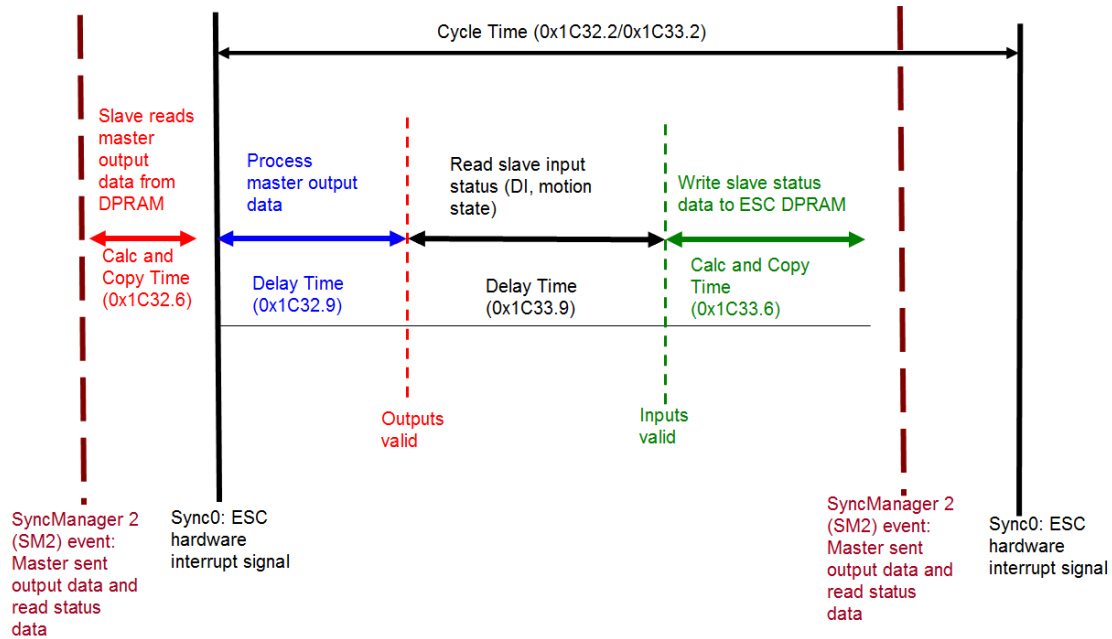 Cycle Time (0x1C32.2/0x1C33.2)
Slave reads
master
output
data from
DPRAM
Process
master output
data
Read slave input
status (DI, motion
state)
Write slave status
data to ESC DPRAM
Calc and
Copy Time
(0x1C32.6)
Delay Time
(0x1C32.9)
Delay Time
(0x1C33.9)
Calc and Copy
Time
(0x1C33.6)
Outputs
valid
Inputs
valid
SyncManager 2
(SM2) event:
Master sent
output data and
read status
data
Sync0: ESC
hardware
interrupt signal
SyncManager 2
(SM2) event:
Master sent
output data and
read status
data
Sync0: ESC
hardware
interrupt signal